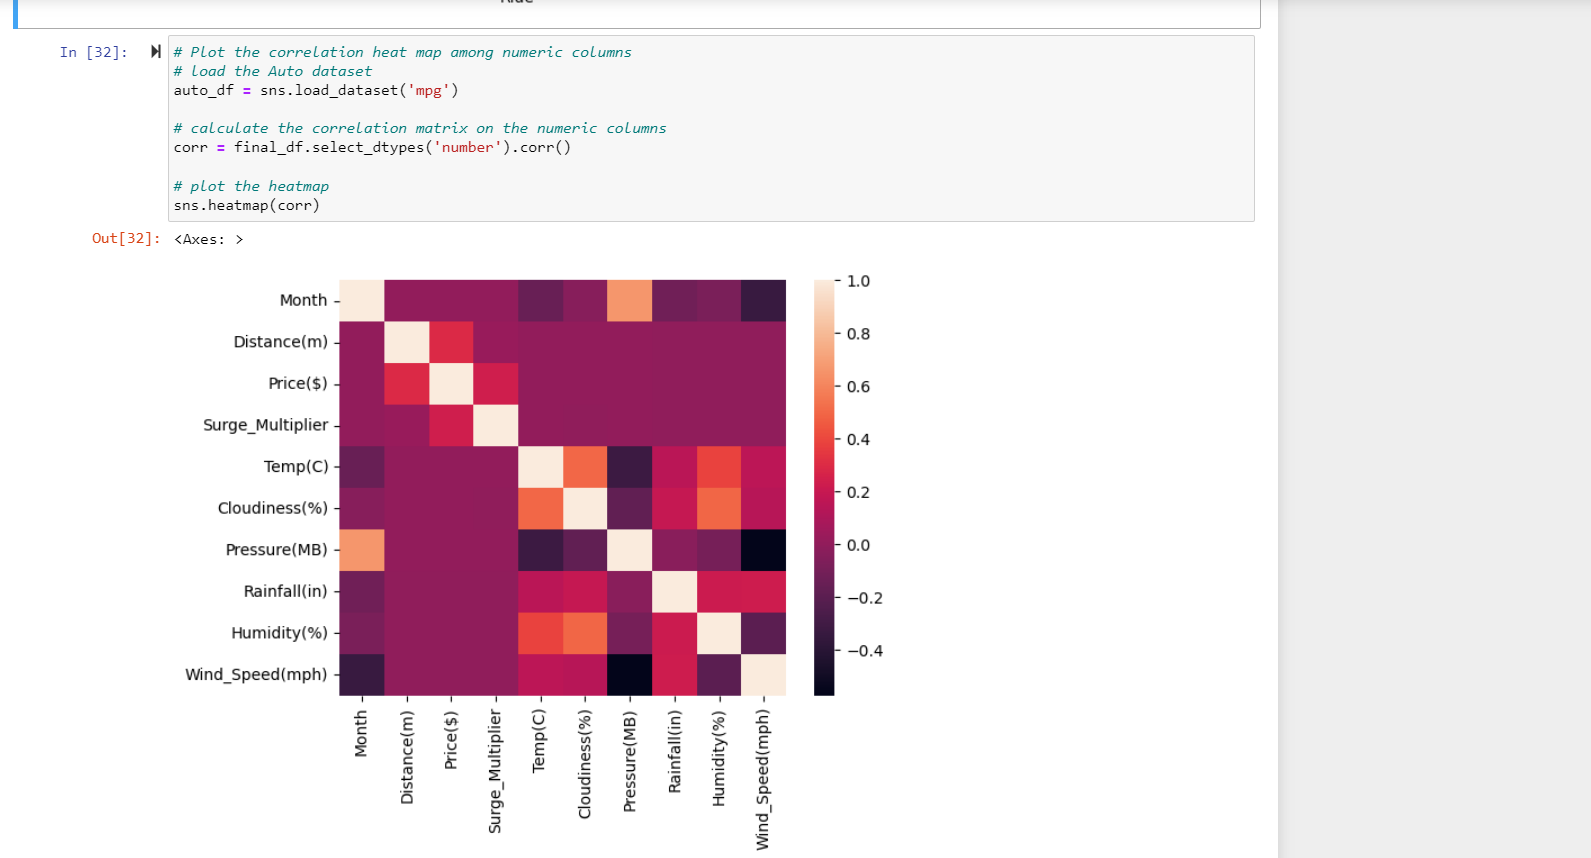 In [32]:
# Plot the correlation heat map among numeric columns
# load the Auto dataset
auto_df = sns.load_dataset('mpg')
# calculate the correlation matrix on the numeric columns
corr = final_df.select_dtypes('number').corr()
# plot the heatmap
sns.heatmap(corr)
Out[32]: <Axes: >
Month
Distance(m)
Price($)
Surge_Multiplier
Temp(C)
Cloudiness(%)
Pressure(MB)
Rainfall(in)
Humidity(%)
Wind_Speed(mph)
Month
Distance(m)
Price($)
Surge_Multiplier
Temp(C)
Cloudiness(%)
Pressure(MB)
Rainfall(in)
Humidity(%)
Wind_Speed(mph)
1.0
0.8
0.6
0.4
0.2
0.0
−0.2
−0.4